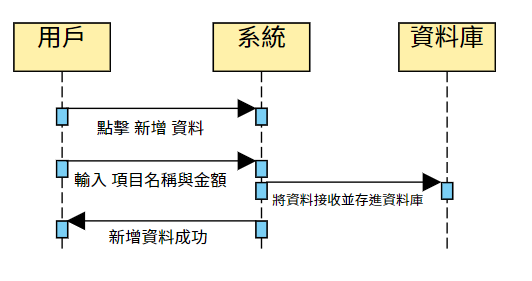 用戶
系統
資料庫
點擊 新增 資料
輸入 項目名稱與金額
將資料接收並存進資料庫
新增資料成功